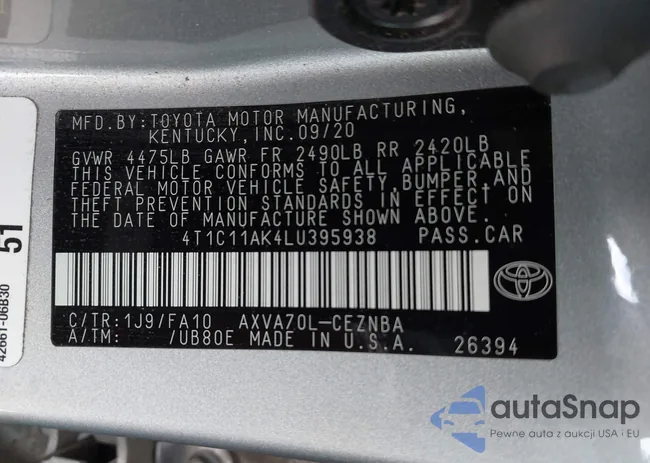 MFD.BY:TOYOTA MOTOR MANUFACTURING,
KENTUCKY, INC.09/20
GVWR 4475LB GAWR FR 2490LB RR 2420LB
THIS VEHICLE CONFORMS TO ALL APPLICABLE
FEDERAL MOTOR VEHICLE SAFETY,BUMPER,AND
THEFT PREVENTION STANDARDS IN EFFECT ON
THE DATE OF MANUFACTURE SHOWN ABOVE.
4T1C11AK4LU395938 PASS.CAR
C/TR:1J9/FA10 AXVA70L-CEZNBA
A/TM: /UB80E MADE IN U.S.A. 26394
51
42661-06B30
autaSnap
Pewne auta z aukcji USA i EU